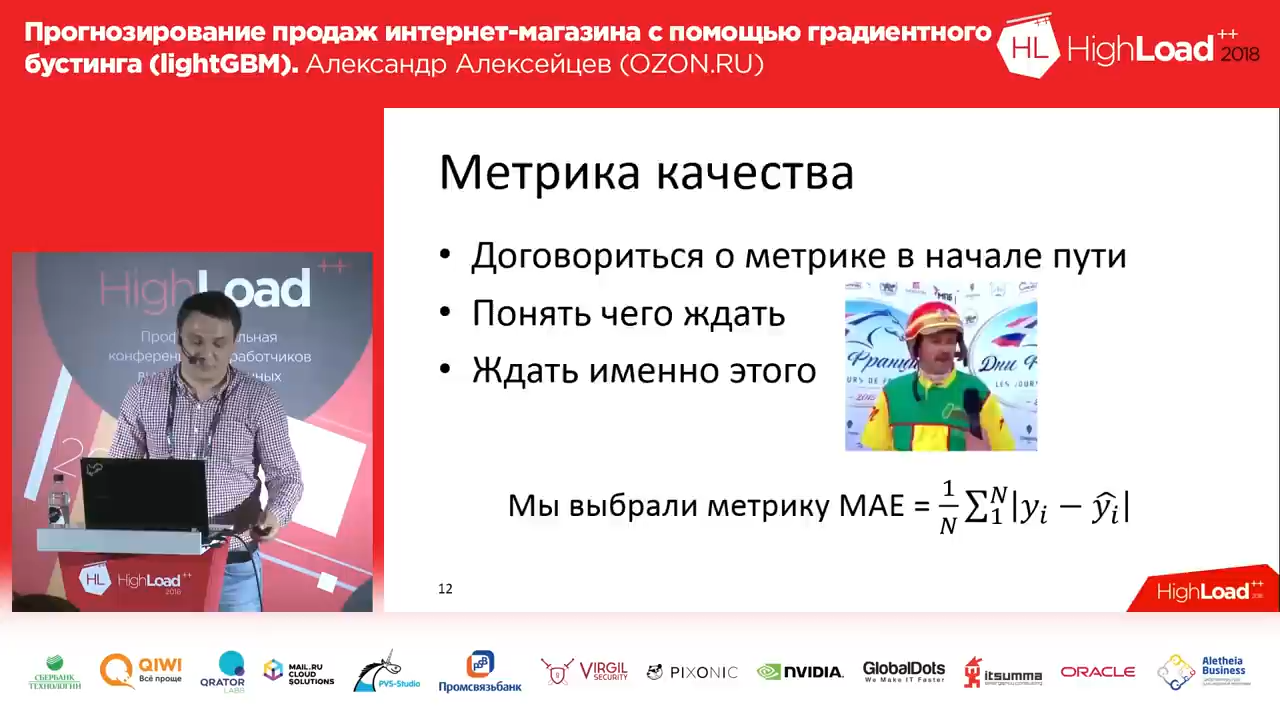 Прогнозирование продаж интернет-магазина с помощью градиентного
бустинга (lightGBM). Александр Алексейцев (OZON.RU)
HL HighLoad++ 2018
Метрика качества
• Договориться о метрике в начале пути
• Понять чего ждать
• Ждать именно этого
Мы выбрали метрику MAE = 1/N ∑₁ᴺ|yᵢ − ŷᵢ|
12
HighLoad++
HighLoad++
HL HighLoad++
2018
СБЕРБАНК
ТЕХНОЛОГИИ
QIWI
Всё проще
QRATOR
LABS
MAIL.RU
CLOUD
SOLUTIONS
PVS-Studio
Промсвязьбанк
VIRGIL
SECURITY
PIXONIC
NVIDIA.
GlobalDots
We Make IT Faster
itsumma
ORACLE
Aletheia
Business